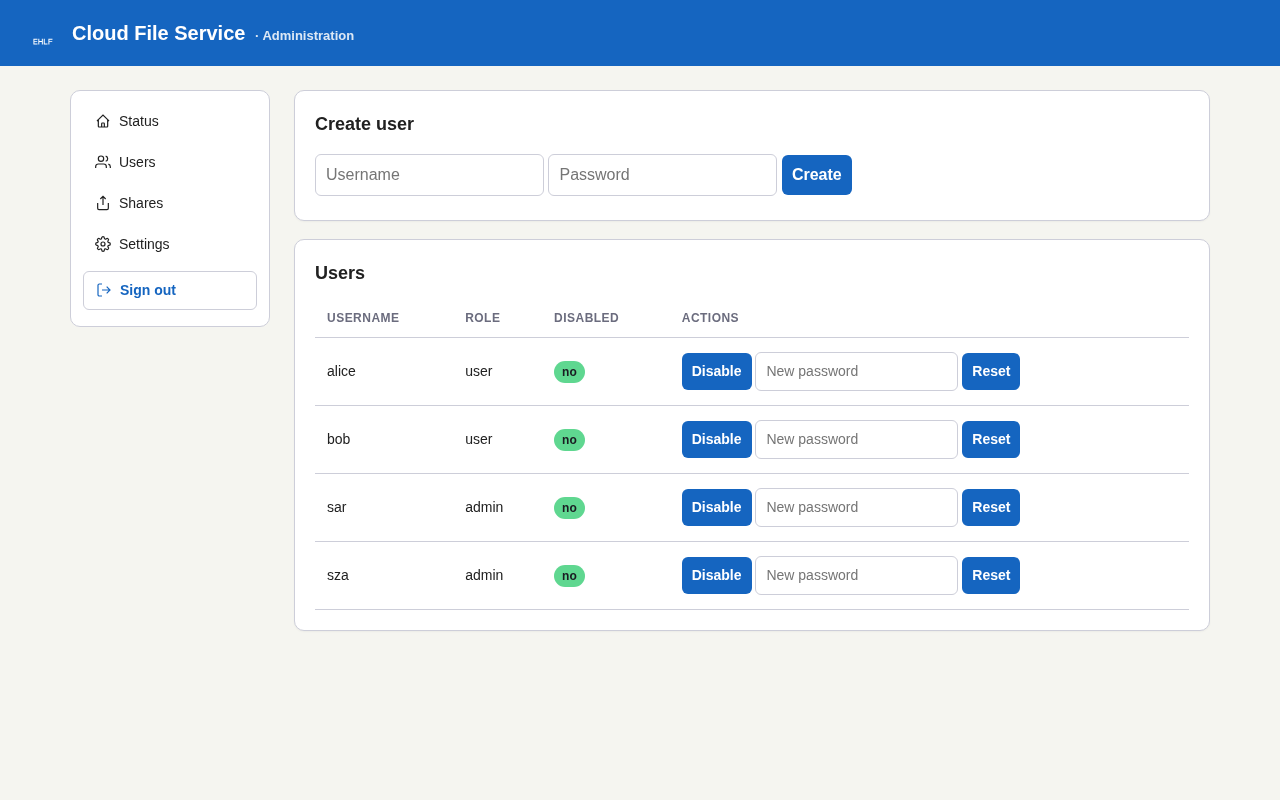 EHLF
Cloud File Service · Administration
Status
Users
Shares
Settings
Sign out
Create user
Username Password Create
Users
USERNAME ROLE DISABLED ACTIONS
alice user no Disable New password Reset
bob user no Disable New password Reset
sar admin no Disable New password Reset
sza admin no Disable New password Reset